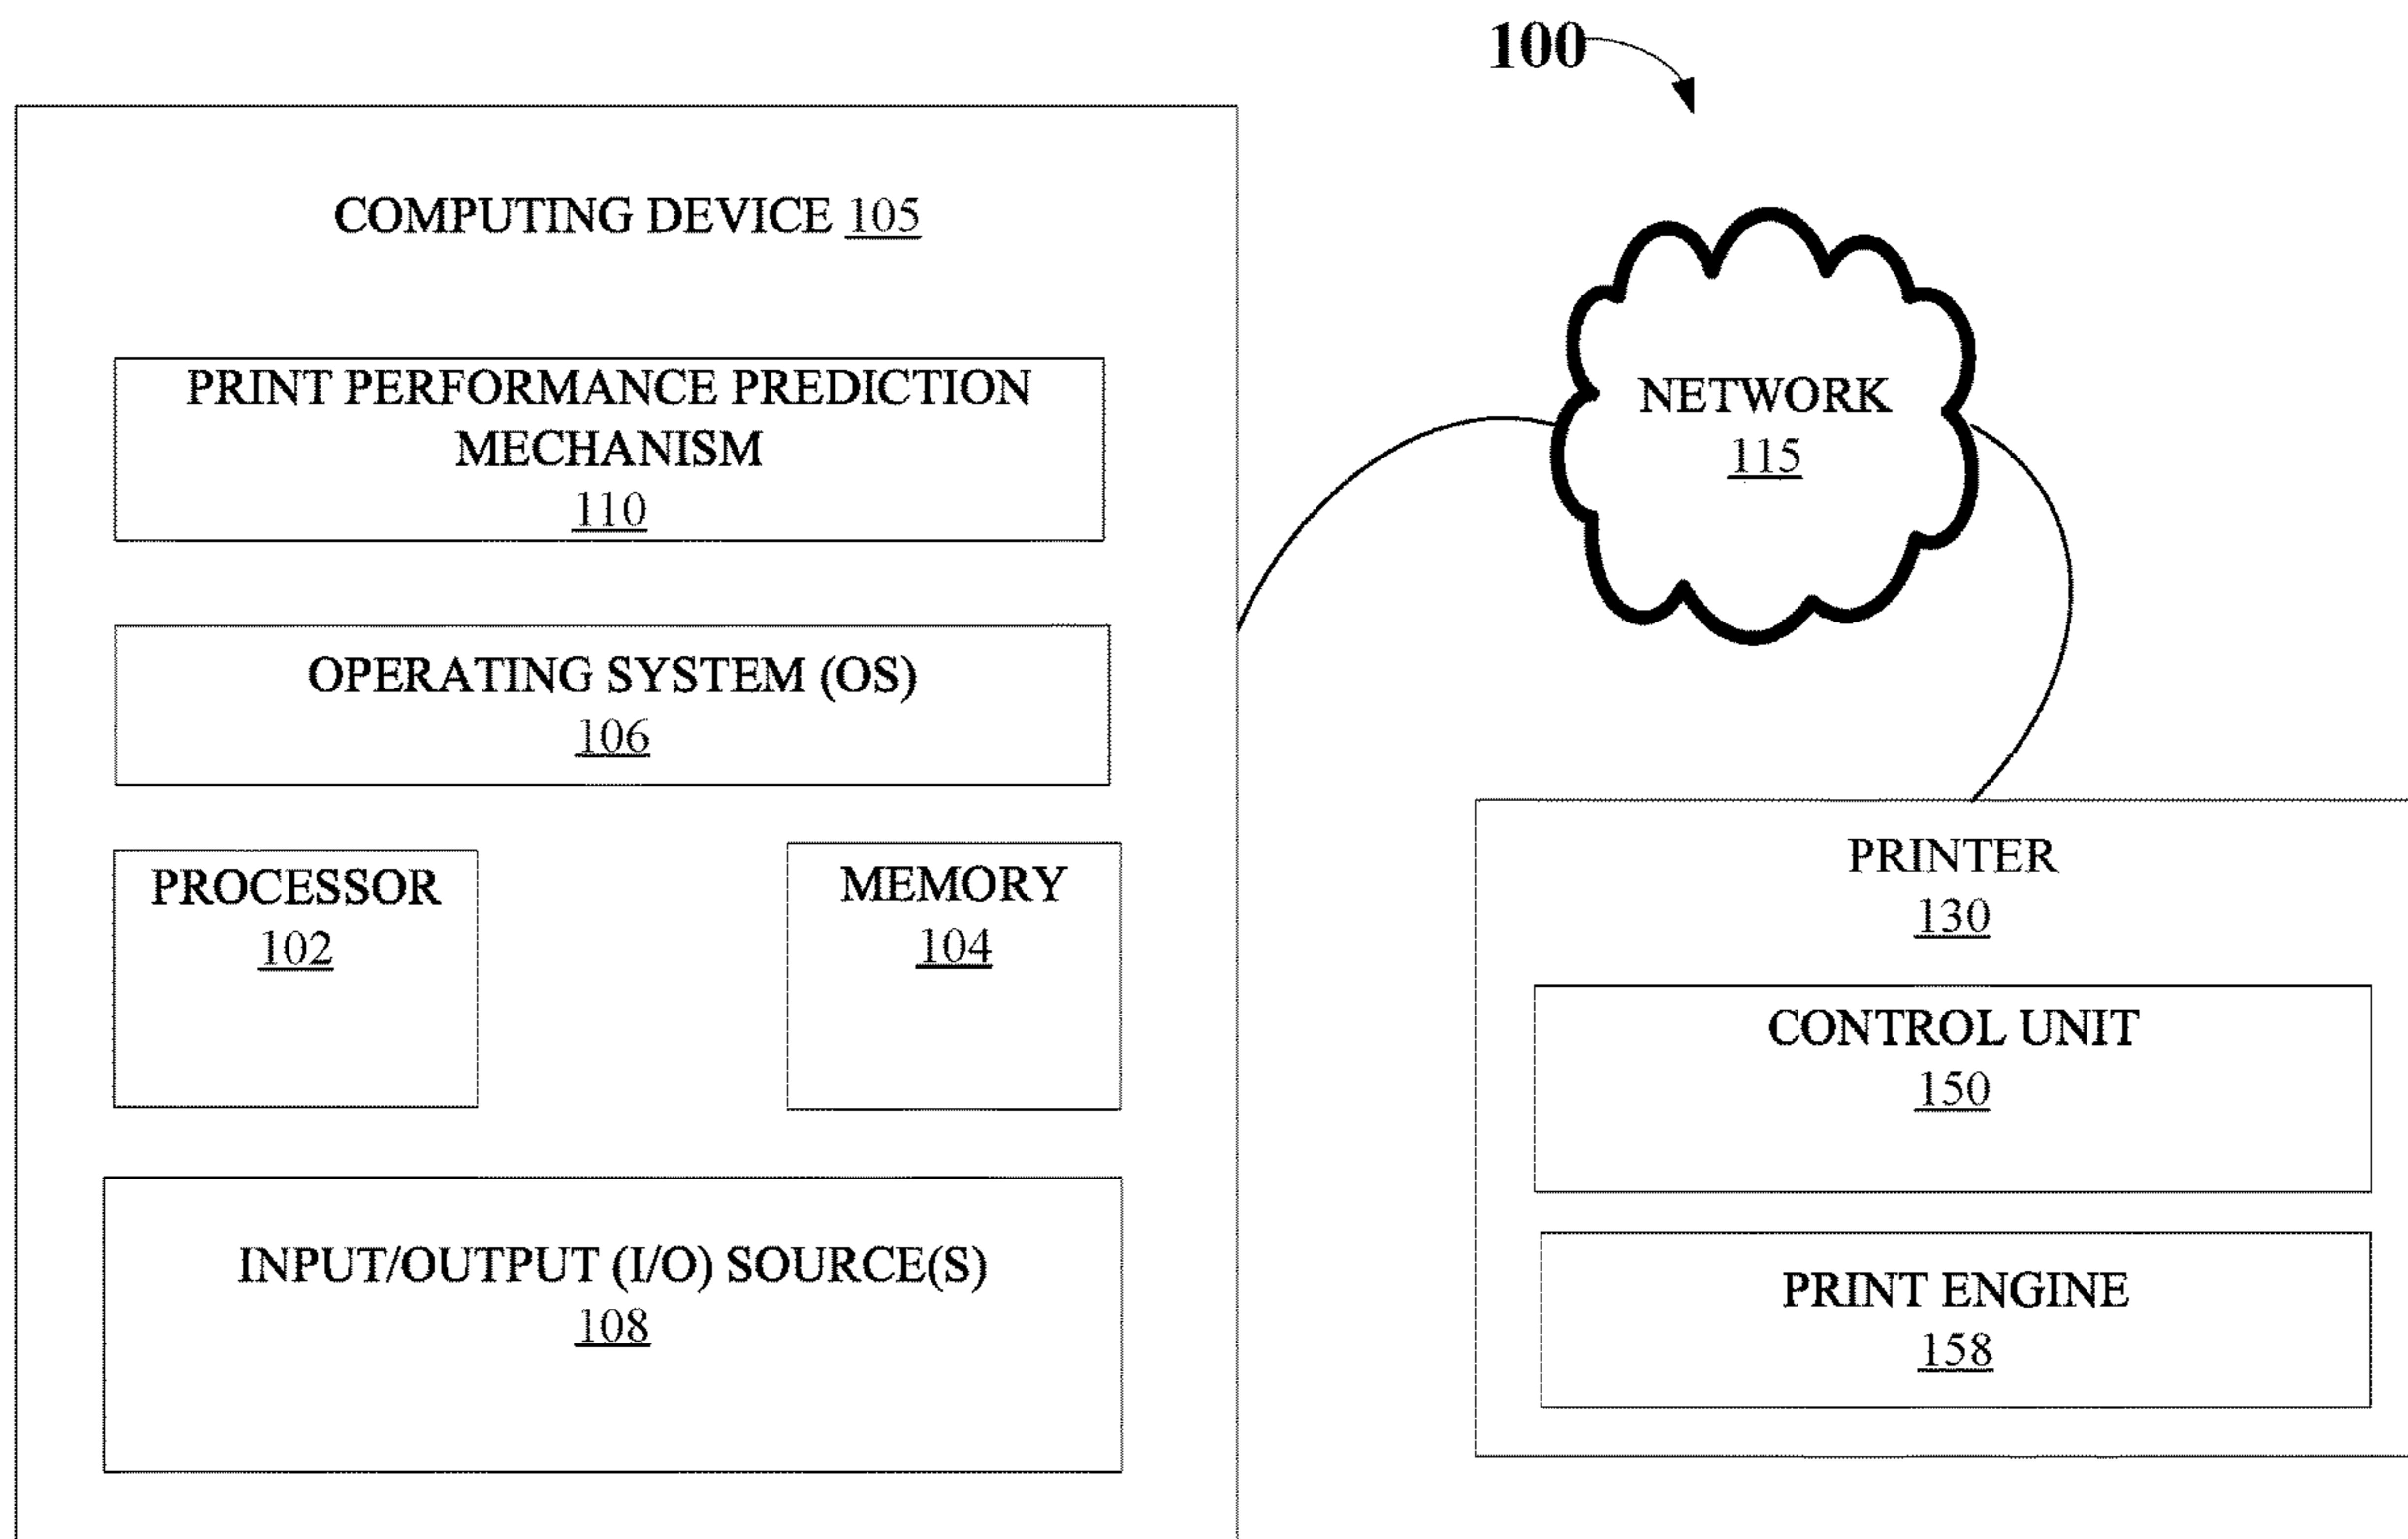 100
COMPUTING DEVICE 105
PRINT PERFORMANCE PREDICTION
MECHANISM
110
OPERATING SYSTEM (OS)
106
PROCESSOR
102
MEMORY
104
INPUT/OUTPUT (I/O) SOURCE(S)
108
NETWORK
115
PRINTER
130
CONTROL UNIT
150
PRINT ENGINE
158